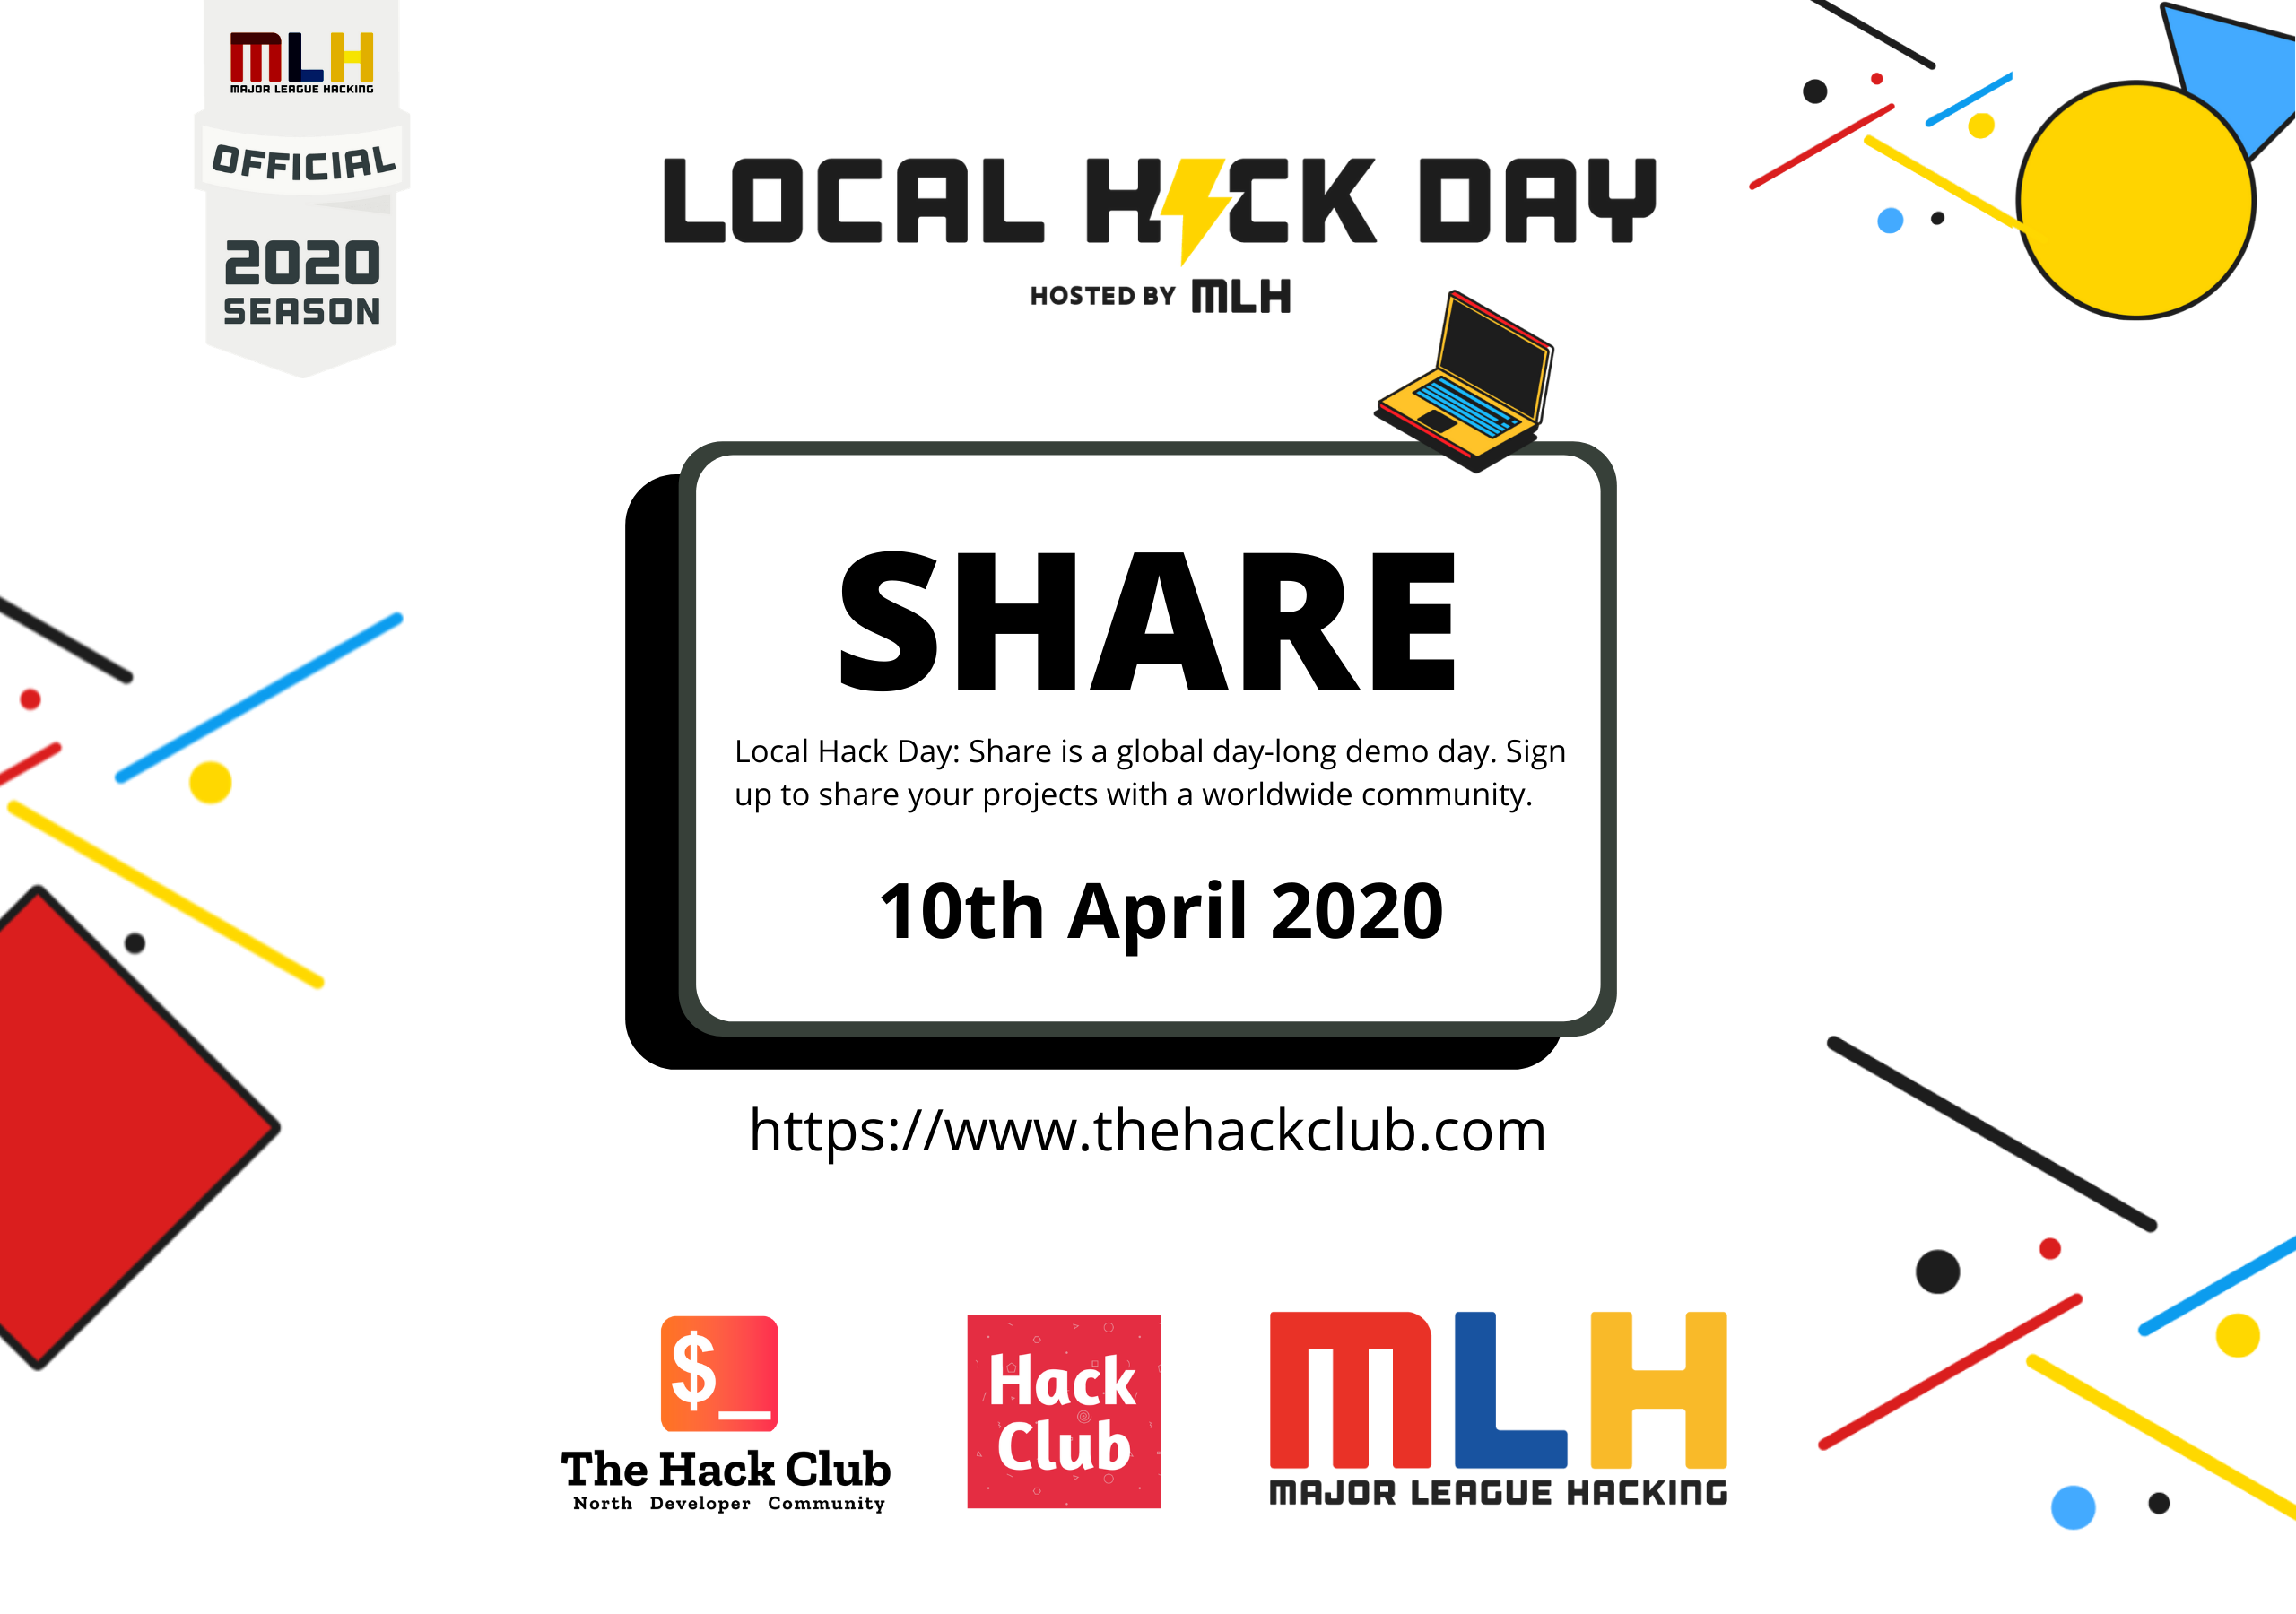 MLH
MAJOR LEAGUE HACKING
OFFICIAL
2020
SEASON
LOCAL HACK DAY
HOSTED BY MLH
SHARE
Local Hack Day: Share is a global day-long demo day. Sign
up to share your projects with a worldwide community.
10th April 2020
https://www.thehackclub.com
$_
The Hack Club
North Developer Community
Hack
Club
MLH
MAJOR LEAGUE HACKING